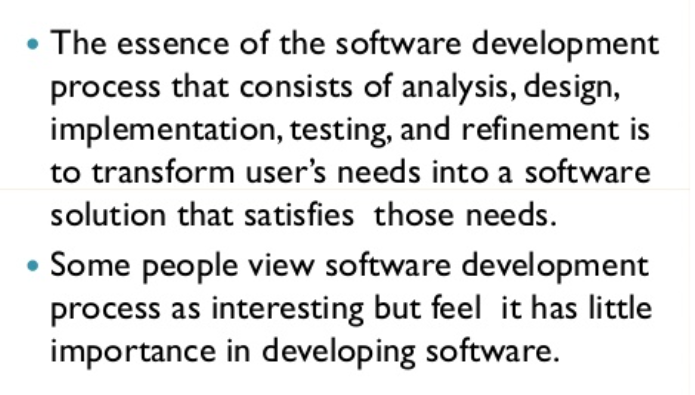 • The essence of the software development
process that consists of analysis, design,
implementation, testing, and refinement is
to transform user's needs into a software
solution that satisfies  those needs.
• Some people view software development
process as interesting but feel  it has little
importance in developing software.